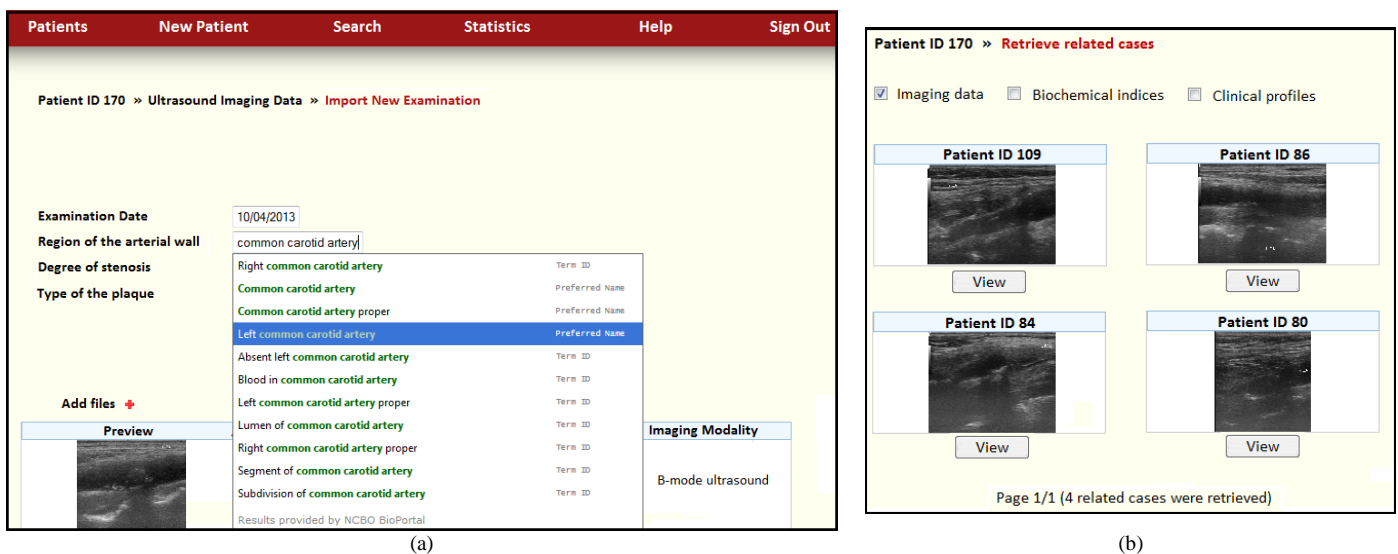 Patients New Patient Search Statistics Help Sign Out
Patient ID 170 » Ultrasound Imaging Data » Import New Examination
Examination Date 10/04/2013
Region of the arterial wall common carotid artery
Degree of stenosis
Type of the plaque
Right common carotid artery Term ID
Common carotid artery Preferred Name
Common carotid artery proper Preferred Name
Left common carotid artery Preferred Name
Absent left common carotid artery Term ID
Blood in common carotid artery Term ID
Left common carotid artery proper Term ID
Lumen of common carotid artery Term ID
Right common carotid artery proper Term ID
Segment of common carotid artery Term ID
Subdivision of common carotid artery Term ID
Results provided by NCBO BioPortal
Add files +
Preview Imaging Modality
B-mode ultrasound
(a)
Patient ID 170 » Retrieve related cases
Imaging data Biochemical indices Clinical profiles
Patient ID 109 Patient ID 86
View View
Patient ID 84 Patient ID 80
View View
Page 1/1 (4 related cases were retrieved)
(b)